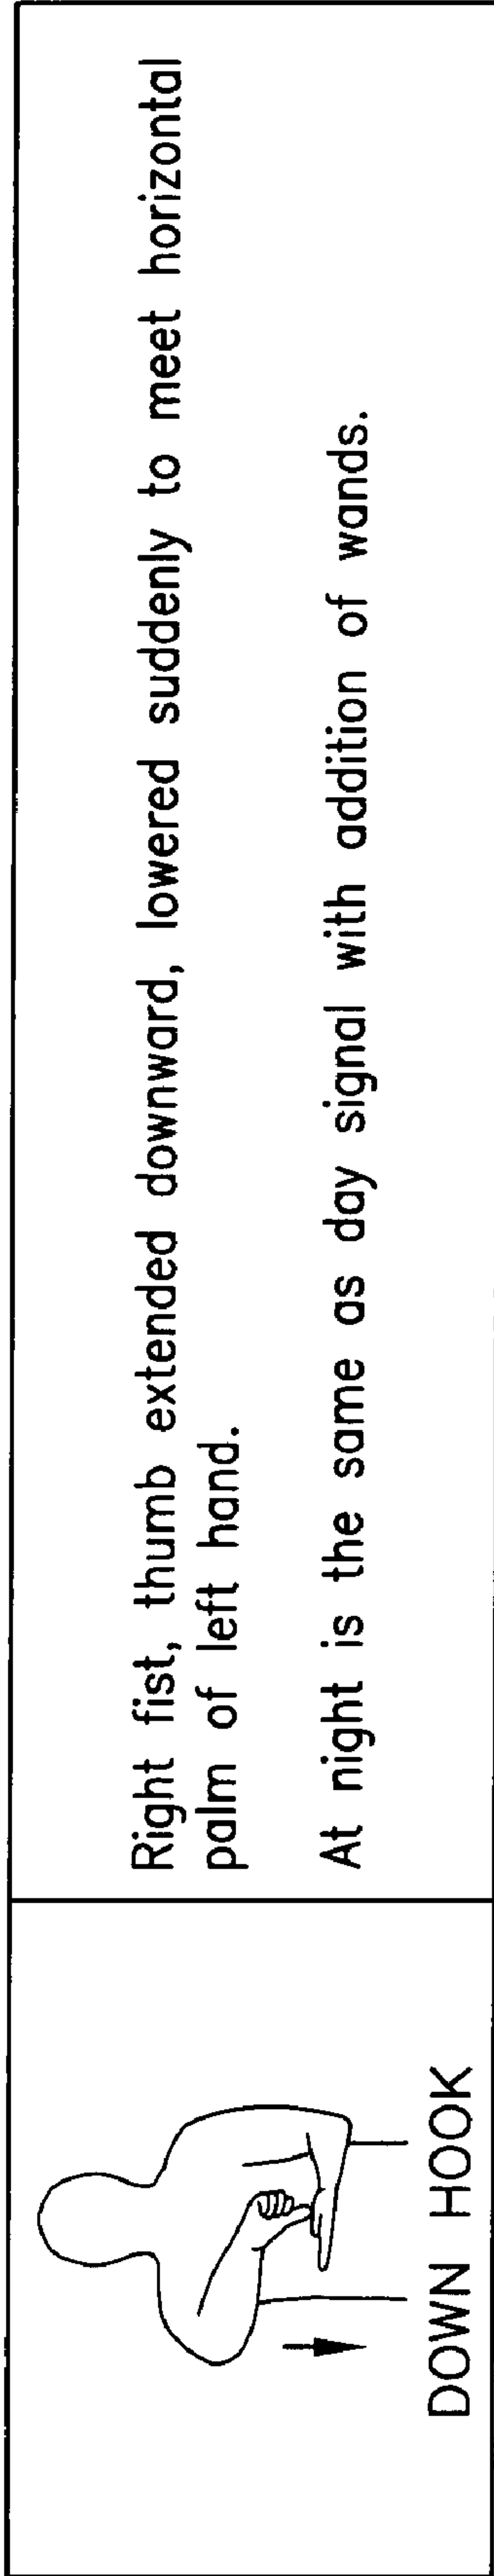 DOWN HOOK
Right fist, thumb extended downward, lowered suddenly to meet horizontal
palm of left hand.
At night is the same as day signal with addition of wands.